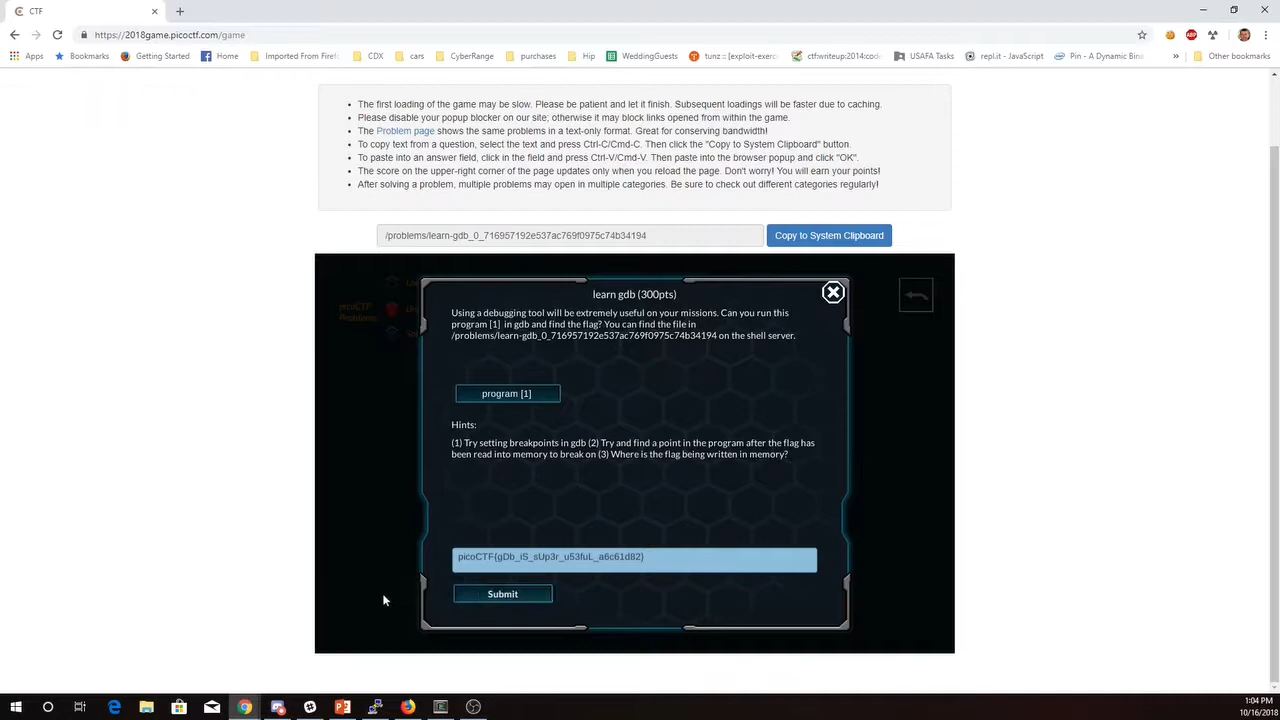 CTF
https://2018game.picoctf.com/game
Apps Bookmarks Getting Started Home Imported From Firef CDX cars CyberRange purchases Hip WeddingGuests tunz :: [exploit-exerc ctf:writeup:2014:code USAFA Tasks repl.it - JavaScript Pin - A Dynamic Bina » Other bookmarks
• The first loading of the game may be slow. Please be patient and let it finish. Subsequent loadings will be faster due to caching.
• Please disable your popup blocker on our site; otherwise it may block links opened from within the game.
• The Problem page shows the same problems in a text-only format. Great for conserving bandwidth!
• To copy text from a question, select the text and press Ctrl-C/Cmd-C. Then click the "Copy to System Clipboard" button.
• To paste into an answer field, click in the field and press Ctrl-V/Cmd-V. Then paste into the browser popup and click "OK".
• The score on the upper-right corner of the page updates only when you reload the page. Don't worry! You will earn your points!
• After solving a problem, multiple problems may open in multiple categories. Be sure to check out different categories regularly!
/problems/learn-gdb_0_716957192e537ac769f0975c74b34194 Copy to System Clipboard
picoCTF
Problems
learn gdb (300pts)
Using a debugging tool will be extremely useful on your missions. Can you run this
program [1] in gdb and find the flag? You can find the file in
/problems/learn-gdb_0_716957192e537ac769f0975c74b34194 on the shell server.
program [1]
Hints:
(1) Try setting breakpoints in gdb (2) Try and find a point in the program after the flag has
been read into memory to break on (3) Where is the flag being written in memory?
picoCTF{gDb_iS_sUp3r_u53fuL_a6c61d82}
Submit
1:04 PM
10/16/2018